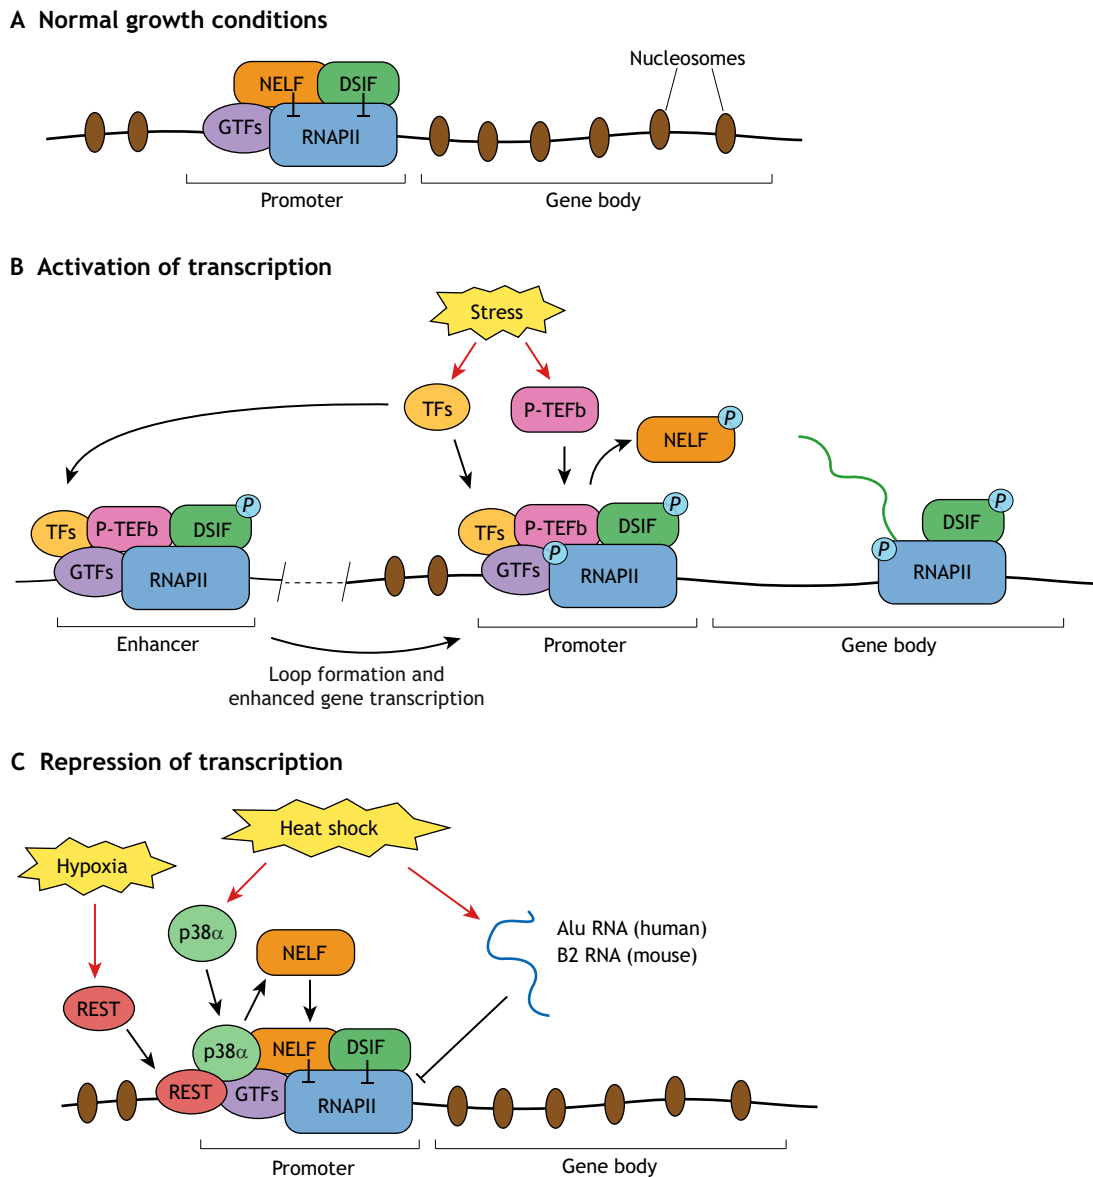 A Normal growth conditions
Nucleosomes
NELF
DSIF
GTFs
RNAPII
Promoter
Gene body
B Activation of transcription
Stress
TFs
P-TEFb
P
NELF
P
TFs
P-TEFb
DSIF
GTFs
RNAPII
P
TFs
P-TEFb
DSIF
P
GTFs
RNAPII
P
DSIF
P
RNAPII
Enhancer
Promoter
Gene body
Loop formation and
enhanced gene transcription
C Repression of transcription
Heat shock
Hypoxia
p38α
NELF
Alu RNA (human)
B2 RNA (mouse)
REST
p38α
NELF
DSIF
REST
GTFs
RNAPII
Promoter
Gene body